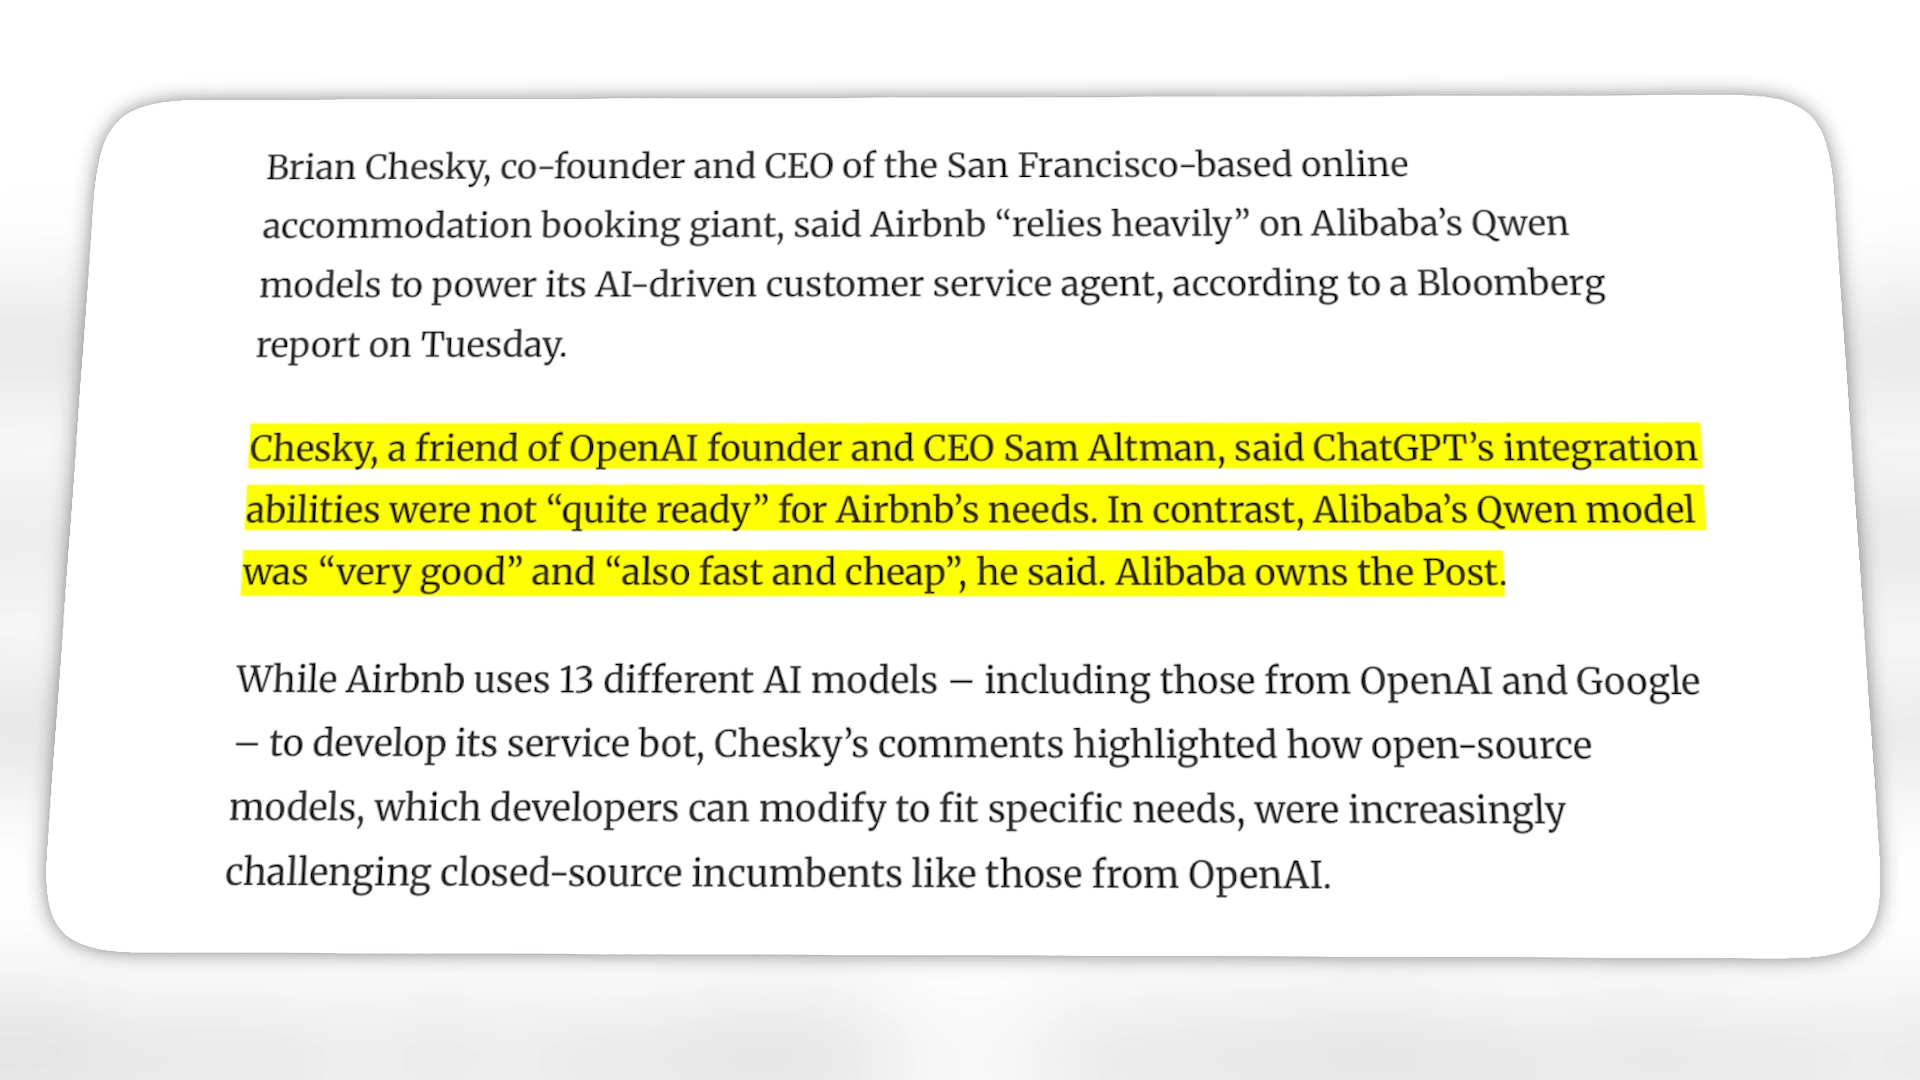 Brian Chesky, co-founder and CEO of the San Francisco-based online
accommodation booking giant, said Airbnb “relies heavily” on Alibaba’s Qwen
models to power its AI-driven customer service agent, according to a Bloomberg
report on Tuesday.
Chesky, a friend of OpenAI founder and CEO Sam Altman, said ChatGPT’s integration
abilities were not “quite ready” for Airbnb’s needs. In contrast, Alibaba’s Qwen model
was “very good” and “also fast and cheap”, he said. Alibaba owns the Post.
While Airbnb uses 13 different AI models – including those from OpenAI and Google
– to develop its service bot, Chesky’s comments highlighted how open-source
models, which developers can modify to fit specific needs, were increasingly
challenging closed-source incumbents like those from OpenAI.